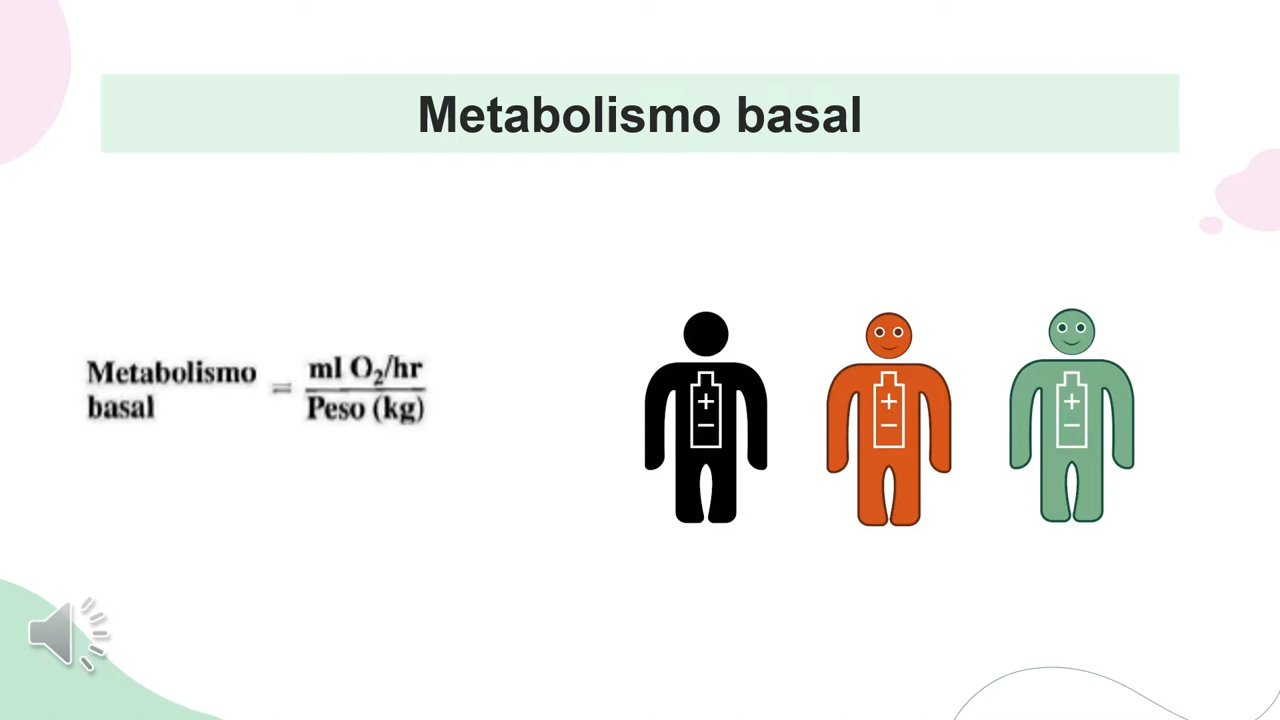 Metabolismo basal
Metabolismo
basal
=
ml O₂/hr
Peso (kg)
+
−
+
−
+
−